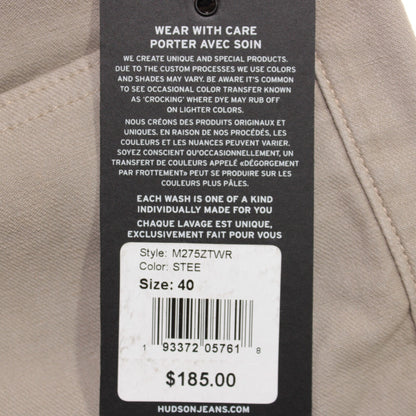 WEAR WITH CARE
PORTER AVEC SOIN
WE CREATE UNIQUE AND SPECIAL PRODUCTS.
DUE TO THE CUSTOM PROCESSES WE USE COLORS
AND SHADES MAY VARY. BE AWARE IT'S COMMON
TO SEE OCCASIONAL COLOR TRANSFER KNOWN
AS 'CROCKING' WHERE DYE MAY RUB OFF
ON LIGHTER COLORS.
NOUS CRÉONS DES PRODUITS ORIGINAUX ET
UNIQUES. EN RAISON DE NOS PROCÉDÉS, LES
COULEURS ET LES NUANCES PEUVENT VARIER.
SOYEZ CONSCIENT QU'OCCASIONNELLEMENT, UN
TRANSFERT DE COULEURS APPELÉ «DÉGORGEMENT
PAR FROTTEMENT» PEUT SE PRODUIRE SUR LES
COULEURS PLUS PÂLES.
EACH WASH IS ONE OF A KIND
INDIVIDUALLY MADE FOR YOU
CHAQUE LAVAGE EST UNIQUE,
EXCLUSIVEMENT FAIT POUR VOUS
Style: M275ZTWR
Color: STEE
Size: 40
1 93372 05761 8
$185.00
HUDSONJEANS.COM